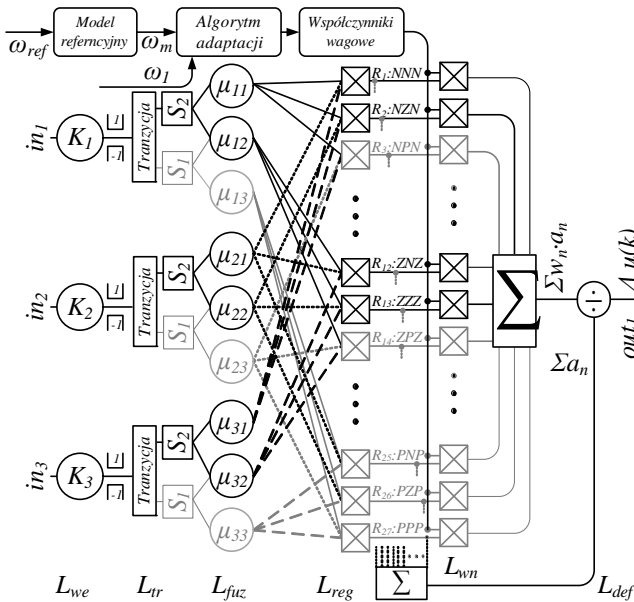 Model
referncyjny
Algorytm
adaptacji
Współczynniki
wagowe
ω_ref
ω_m
ω_1
in_1
K_1
1
-1
Tranzycja
S_2
S_1
μ_11
μ_12
μ_13
in_2
K_2
1
-1
Tranzycja
S_2
S_1
μ_21
μ_22
μ_23
in_3
K_3
1
-1
Tranzycja
S_2
S_1
μ_31
μ_32
μ_33
R_1:NNN
R_2:NZN
R_3:NPN
R_12:ZNZ
R_13:ZZZ
R_14:ZPZ
R_25:PNP
R_26:PZP
R_27:PPP
Σ
Σ
Σw_n·a_n
Σa_n
÷
out_1 Δu(k)
L_we
L_tr
L_fuz
L_reg
L_wn
L_def